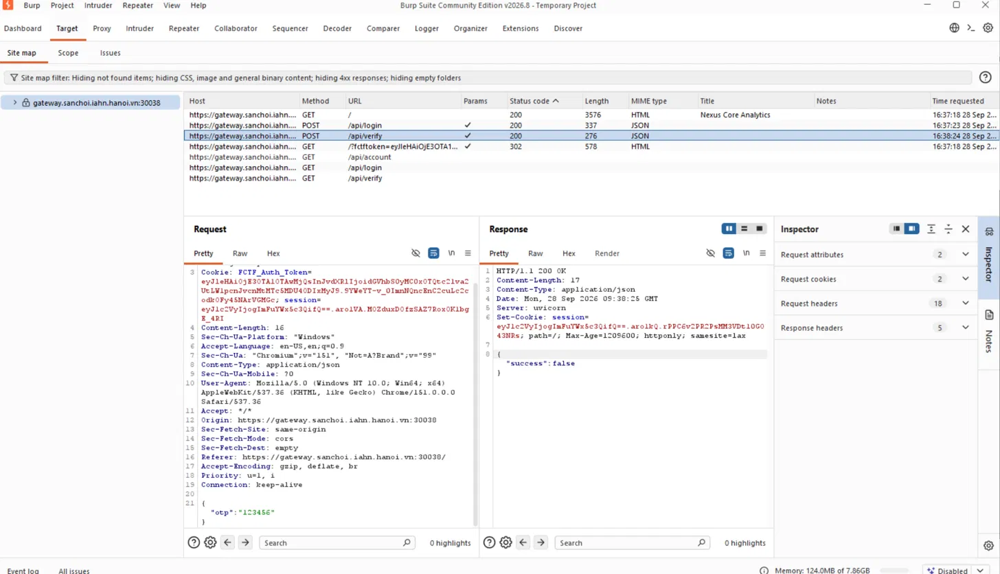 Burp Project Intruder Repeater View Help Burp Suite Community Edition v2026.8 - Temporary Project
Dashboard Target Proxy Intruder Repeater Collaborator Sequencer Decoder Comparer Logger Organizer Extensions Discover
Site map Scope Issues
Site map filter: Hiding not found items; hiding CSS, image and general binary content; hiding 4xx responses; hiding empty folders
gateway.sanchoi.iahn.hanoi.vn:30038
Host Method URL Params Status code Length MIME type Title Notes Time requested
https://gateway.sanchoi.iahn.... GET / 200 3576 HTML Nexus Core Analytics 16:37:18 28 Sep 2...
https://gateway.sanchoi.iahn.... POST /api/login ✓ 200 337 JSON 16:37:23 28 Sep 2...
https://gateway.sanchoi.iahn.... POST /api/verify ✓ 200 276 JSON 16:38:24 28 Sep 2...
https://gateway.sanchoi.iahn.... GET /?fctftoken=eyJleHAiOjE3OTA1... ✓ 302 578 HTML 16:37:18 28 Sep 2...
https://gateway.sanchoi.iahn.... GET /api/account
https://gateway.sanchoi.iahn.... GET /api/login
https://gateway.sanchoi.iahn.... GET /api/verify
Request
Pretty Raw Hex \n
3 Cookie: FCTF_Auth_Token=
session=
4 Content-Length: 16
5 Sec-Ch-Ua-Platform: "Windows"
6 Accept-Language: en-US,en;q=0.9
7 Sec-Ch-Ua: "Chromium";v="151", "Not=A?Brand";v="99"
8 Content-Type: application/json
9 Sec-Ch-Ua-Mobile: ?0
10 User-Agent: Mozilla/5.0 (Windows NT 10.0; Win64; x64)
AppleWebKit/537.36 (KHTML, like Gecko) Chrome/151.0.0.0
Safari/537.36
11 Accept: */*
12 Origin: https://gateway.sanchoi.iahn.hanoi.vn:30038
13 Sec-Fetch-Site: same-origin
14 Sec-Fetch-Mode: cors
15 Sec-Fetch-Dest: empty
16 Referer: https://gateway.sanchoi.iahn.hanoi.vn:30038/
17 Accept-Encoding: gzip, deflate, br
18 Priority: u=1, i
19 Connection: keep-alive
20
21 {
"otp":"123456"
}
Search 0 highlights
Response
Pretty Raw Hex Render \n
1 HTTP/1.1 200 OK
2 Content-Length: 17
3 Content-Type: application/json
4 Date: Mon, 28 Sep 2026 09:38:25 GMT
5 Server: uvicorn
6 Set-Cookie: session=
path=/; Max-Age=1209600; httponly; samesite=lax
7
8 {
"success":false
}
Search 0 highlights
Inspector
Request attributes 2
Request cookies 2
Request headers 18
Response headers 5
Inspector
Notes
Event log All issues Memory: 124.0MB of 7.86GB Disabled